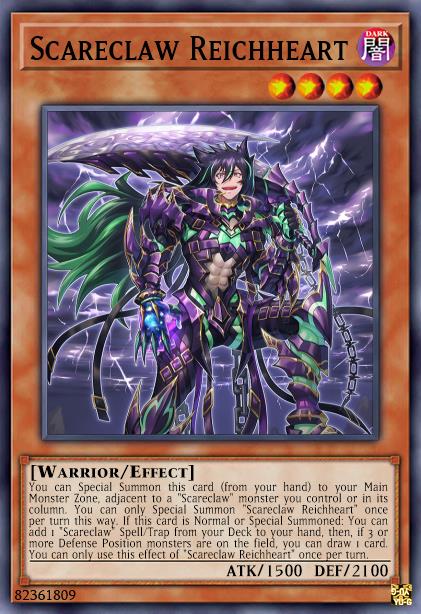 Scareclaw Reichheart
DARK
闇
[Warrior/Effect]
You can Special Summon this card (from your hand) to your Main
Monster Zone, adjacent to a "Scareclaw" monster you control or in its
column. You can only Special Summon "Scareclaw Reichheart" once
per turn this way. If this card is Normal or Special Summoned: You can
add 1 "Scareclaw" Spell/Trap from your Deck to your hand, then, if 3 or
more Defense Position monsters are on the field, you can draw 1 card.
You can only use this effect of "Scareclaw Reichheart" once per turn.
ATK/1500 DEF/2100
82361809